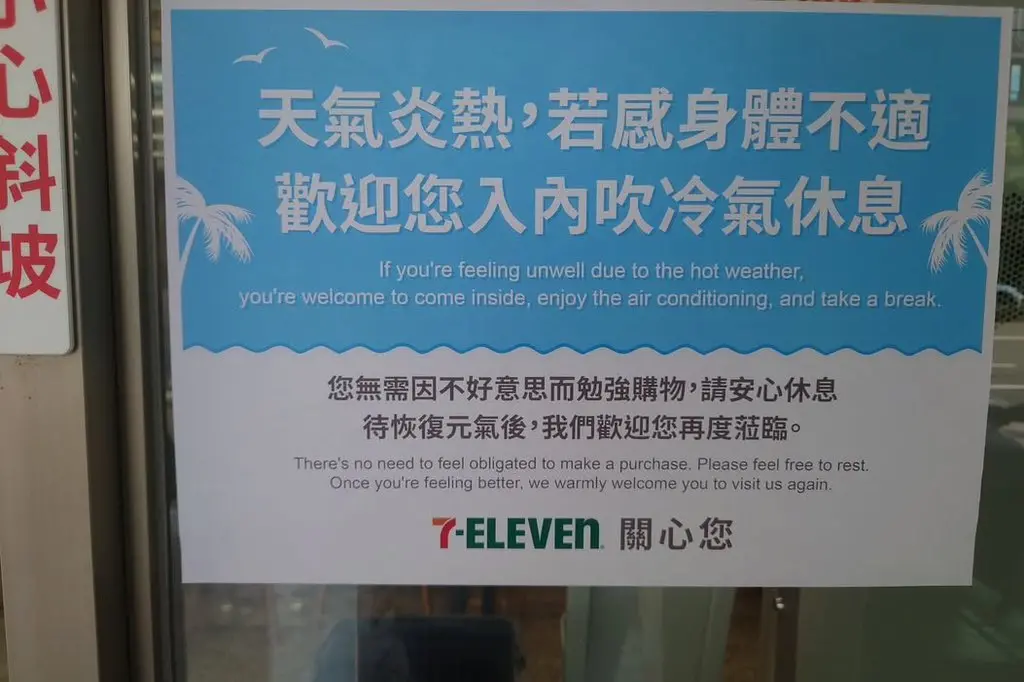 小心斜坡
天氣炎熱,若感身體不適
歡迎您入內吹冷氣休息
If you're feeling unwell due to the hot weather,
you're welcome to come inside, enjoy the air conditioning, and take a break.
您無需因不好意思而勉強購物,請安心休息
待恢復元氣後,我們歡迎您再度蒞臨。
There's no need to feel obligated to make a purchase. Please feel free to rest.
Once you're feeling better, we warmly welcome you to visit us again.
7-ELEVEn 關心您